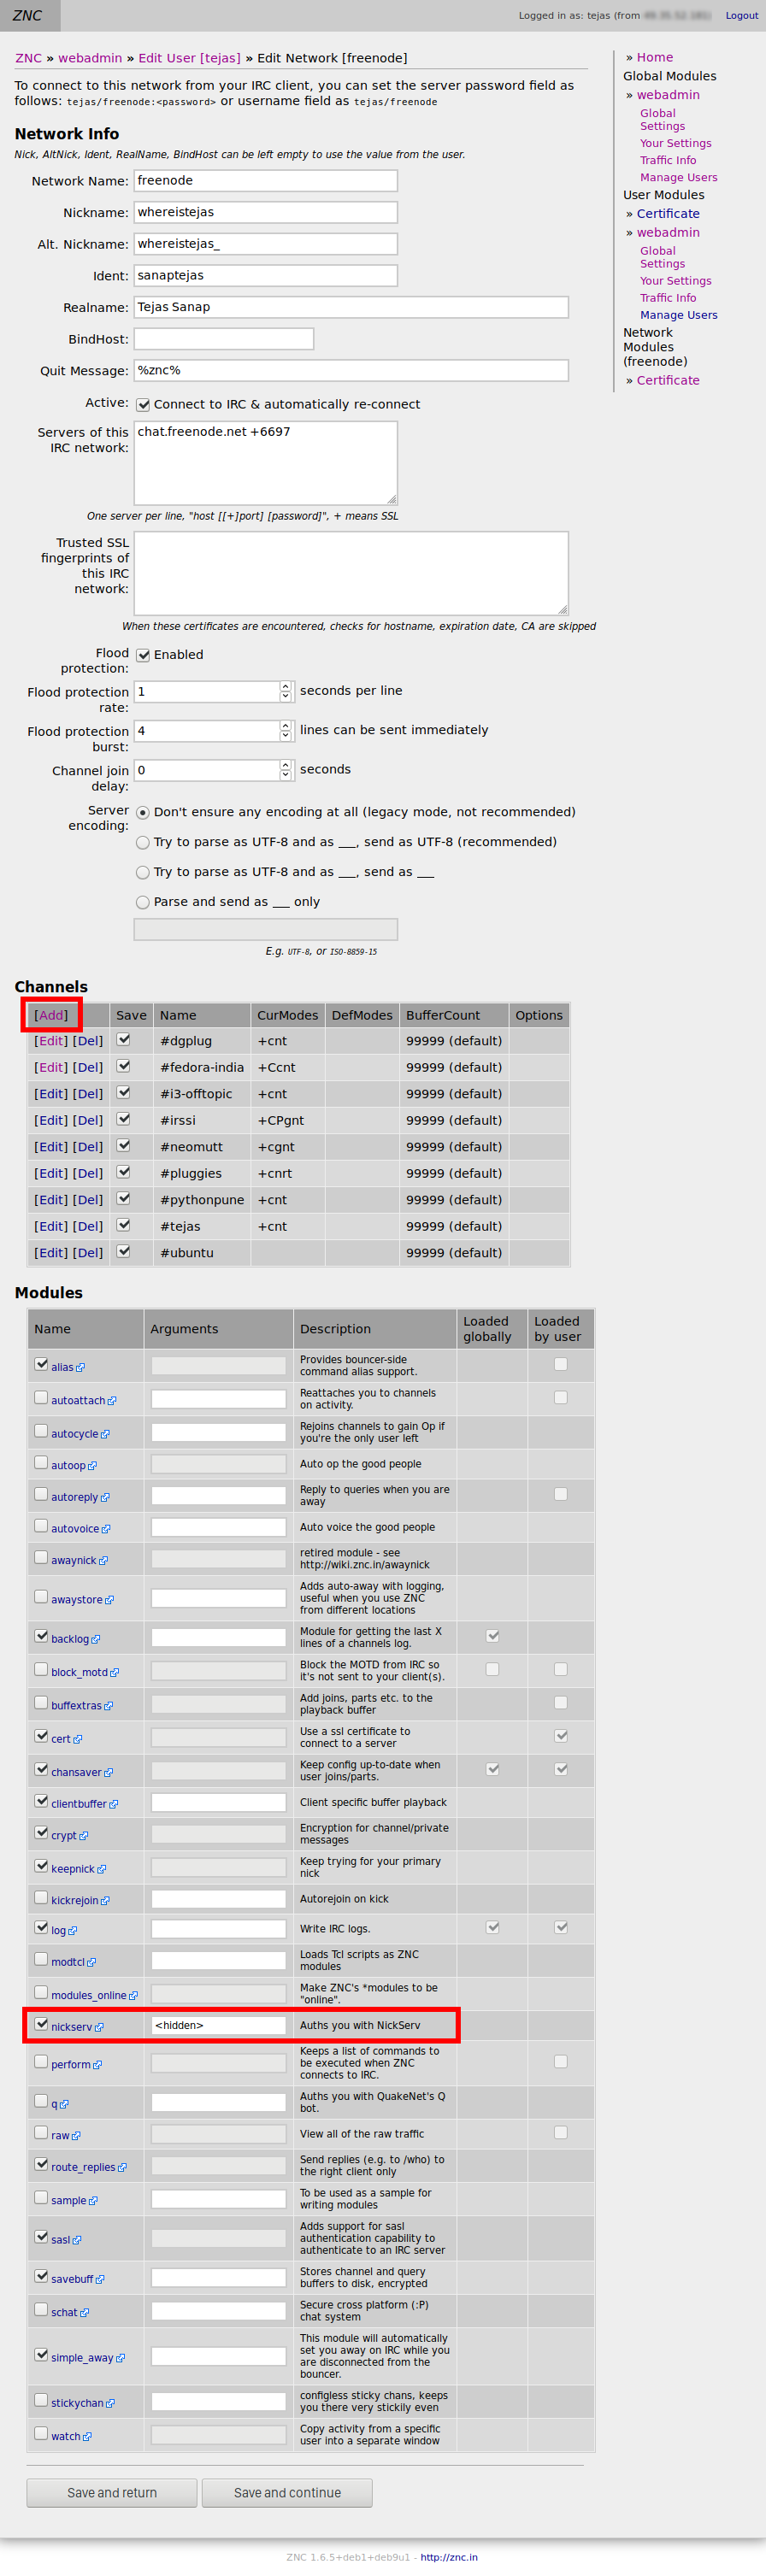 ZNC
Logged in as: tejas (from
Logout
ZNC » webadmin » Edit User [tejas] » Edit Network [freenode]
To connect to this network from your IRC client, you can set the server password field as
follows: tejas/freenode:<password> or username field as tejas/freenode
Network Info
Nick, AltNick, Ident, RealName, BindHost can be left empty to use the value from the user.
Network Name: freenode
Nickname: whereistejas
Alt. Nickname: whereistejas_
Ident: sanaptejas
Realname: Tejas Sanap
BindHost:
Quit Message: %znc%
Active: Connect to IRC & automatically re-connect
Servers of this
IRC network:
chat.freenode.net +6697
One server per line, "host [[+]port] [password]", + means SSL
Trusted SSL
fingerprints of
this IRC
network:
When these certificates are encountered, checks for hostname, expiration date, CA are skipped
Flood
protection:
Enabled
Flood protection
rate:
1 seconds per line
Flood protection
burst:
4 lines can be sent immediately
Channel join
delay:
0 seconds
Server
encoding:
Don't ensure any encoding at all (legacy mode, not recommended)
Try to parse as UTF-8 and as ___, send as UTF-8 (recommended)
Try to parse as UTF-8 and as ___, send as ___
Parse and send as ___ only
E.g. UTF-8, or ISO-8859-15
» Home
Global Modules
» webadmin
Global
Settings
Your Settings
Traffic Info
Manage Users
User Modules
» Certificate
» webadmin
Global
Settings
Your Settings
Traffic Info
Manage Users
Network
Modules
(freenode)
» Certificate
Channels
[Add] Save Name CurModes DefModes BufferCount Options
[Edit] [Del] #dgplug +cnt 99999 (default)
[Edit] [Del] #fedora-india +Ccnt 99999 (default)
[Edit] [Del] #i3-offtopic +cnt 99999 (default)
[Edit] [Del] #irssi +CPgnt 99999 (default)
[Edit] [Del] #neomutt +cgnt 99999 (default)
[Edit] [Del] #pluggies +cnrt 99999 (default)
[Edit] [Del] #pythonpune +cnt 99999 (default)
[Edit] [Del] #tejas +cnt 99999 (default)
[Edit] [Del] #ubuntu 99999 (default)
Modules
Name Arguments Description Loaded globally Loaded by user
alias Provides bouncer-side
command alias support.
autoattach Reattaches you to channels
on activity.
autocycle Rejoins channels to gain Op if
you're the only user left
autoop Auto op the good people
autoreply Reply to queries when you are
away
autovoice Auto voice the good people
awaynick retired module - see
http://wiki.znc.in/awaynick
awaystore Adds auto-away with logging,
useful when you use ZNC
from different locations
backlog Module for getting the last X
lines of a channels log.
block_motd Block the MOTD from IRC so
it's not sent to your client(s).
buffextras Add joins, parts etc. to the
playback buffer
cert Use a ssl certificate to
connect to a server
chansaver Keep config up-to-date when
user joins/parts.
clientbuffer Client specific buffer playback
crypt Encryption for channel/private
messages
keepnick Keep trying for your primary
nick
kickrejoin Autorejoin on kick
log Write IRC logs.
modtcl Loads Tcl scripts as ZNC
modules
modules_online Make ZNC's *modules to be
"online".
nickserv <hidden> Auths you with NickServ
perform Keeps a list of commands to
be executed when ZNC
connects to IRC.
q Auths you with QuakeNet's Q
bot.
raw View all of the raw traffic
route_replies Send replies (e.g. to /who) to
the right client only
sample To be used as a sample for
writing modules
sasl Adds support for sasl
authentication capability to
authenticate to an IRC server
savebuff Stores channel and query
buffers to disk, encrypted
schat Secure cross platform (:P)
chat system
simple_away This module will automatically
set you away on IRC while you
are disconnected from the
bouncer.
stickychan configless sticky chans, keeps
you there very stickily even
watch Copy activity from a specific
user into a separate window
Save and return Save and continue
ZNC 1.6.5+deb1+deb9u1 - http://znc.in